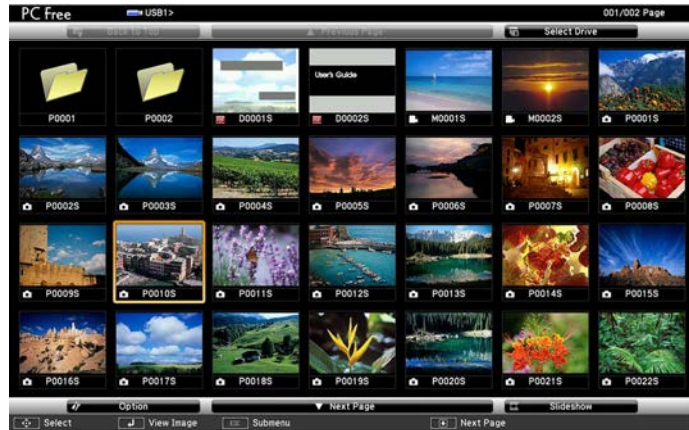 PC Free USB1> 001/002 Page
Back to Top Previous Page Select Drive
P0001 P0002 D0001S D0002S M0001S M0002S P0001S
User's Guide
P0002S P0003S P0004S P0005S P0006S P0007S P0008S
P0009S P0010S P0011S P0012S P0013S P0014S P0015S
P0016S P0017S P0018S P0019S P0020S P0021S P0022S
Option Next Page Slideshow
Select View Image Esc Submenu Next Page